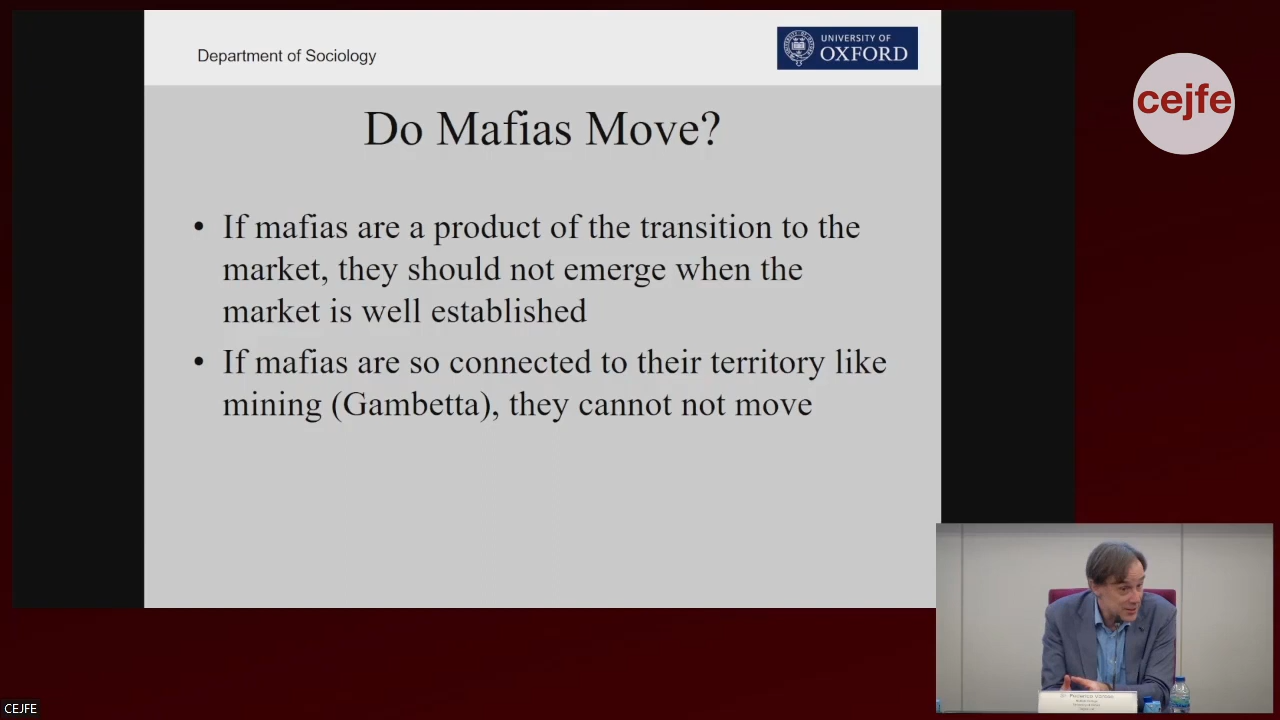 Department of Sociology
UNIVERSITY OF
OXFORD
cejfe
Do Mafias Move?
• If mafias are a product of the transition to the
market, they should not emerge when the
market is well established
• If mafias are so connected to their territory like
mining (Gambetta), they cannot not move
CEJFE